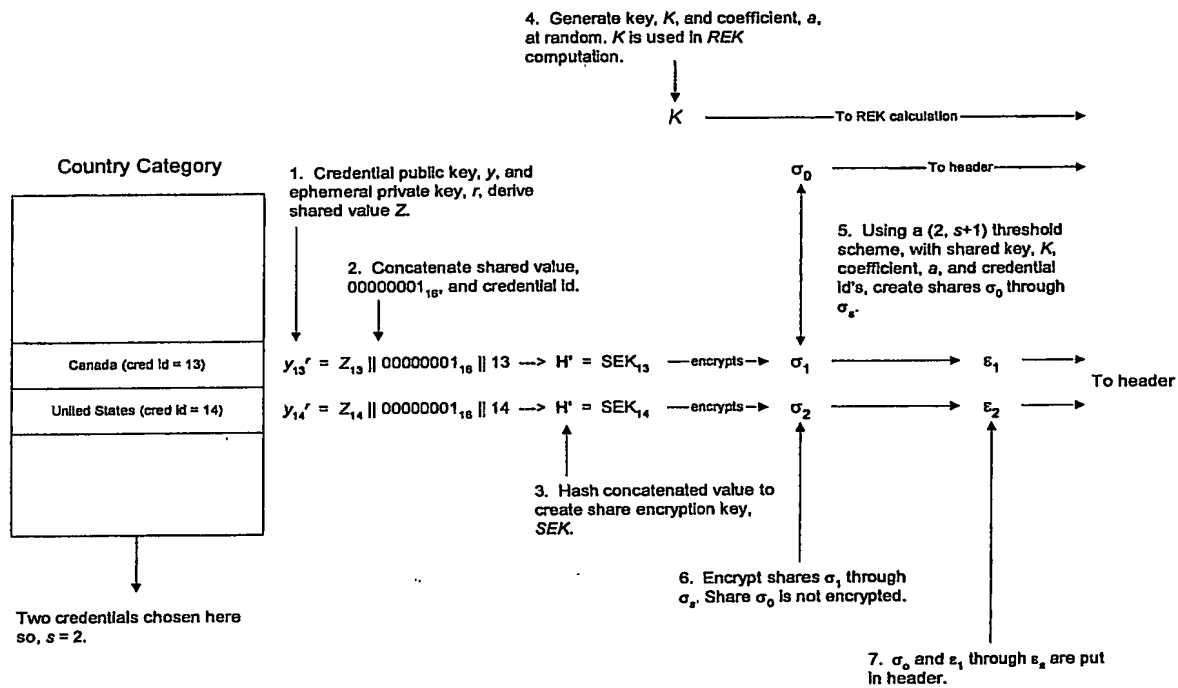 4. Generate key, K, and coefficient, a,
at random. K is used in REK
computation.
K
To REK calculation
Country Category
1. Credential public key, y, and
ephemeral private key, r, derive
shared value Z.
σ₀
To header
2. Concatenate shared value,
00000001₁₆, and credential id.
5. Using a (2, s+1) threshold
scheme, with shared key, K,
coefficient, a, and credential
id's, create shares σ₀ through
σₛ.
Canada (cred id = 13)
y₁₃ʳ = Z₁₃ || 00000001₁₆ || 13 ---> H' = SEK₁₃ —encrypts→ σ₁ → ε₁ →
To header
United States (cred id = 14)
y₁₄ʳ = Z₁₄ || 00000001₁₆ || 14 ---> H' = SEK₁₄ —encrypts→ σ₂ → ε₂ →
3. Hash concatenated value to
create share encryption key,
SEK.
6. Encrypt shares σ₁ through
σₛ. Share σ₀ is not encrypted.
Two credentials chosen here
so, s = 2.
7. σₒ and ε₁ through εₛ are put
in header.